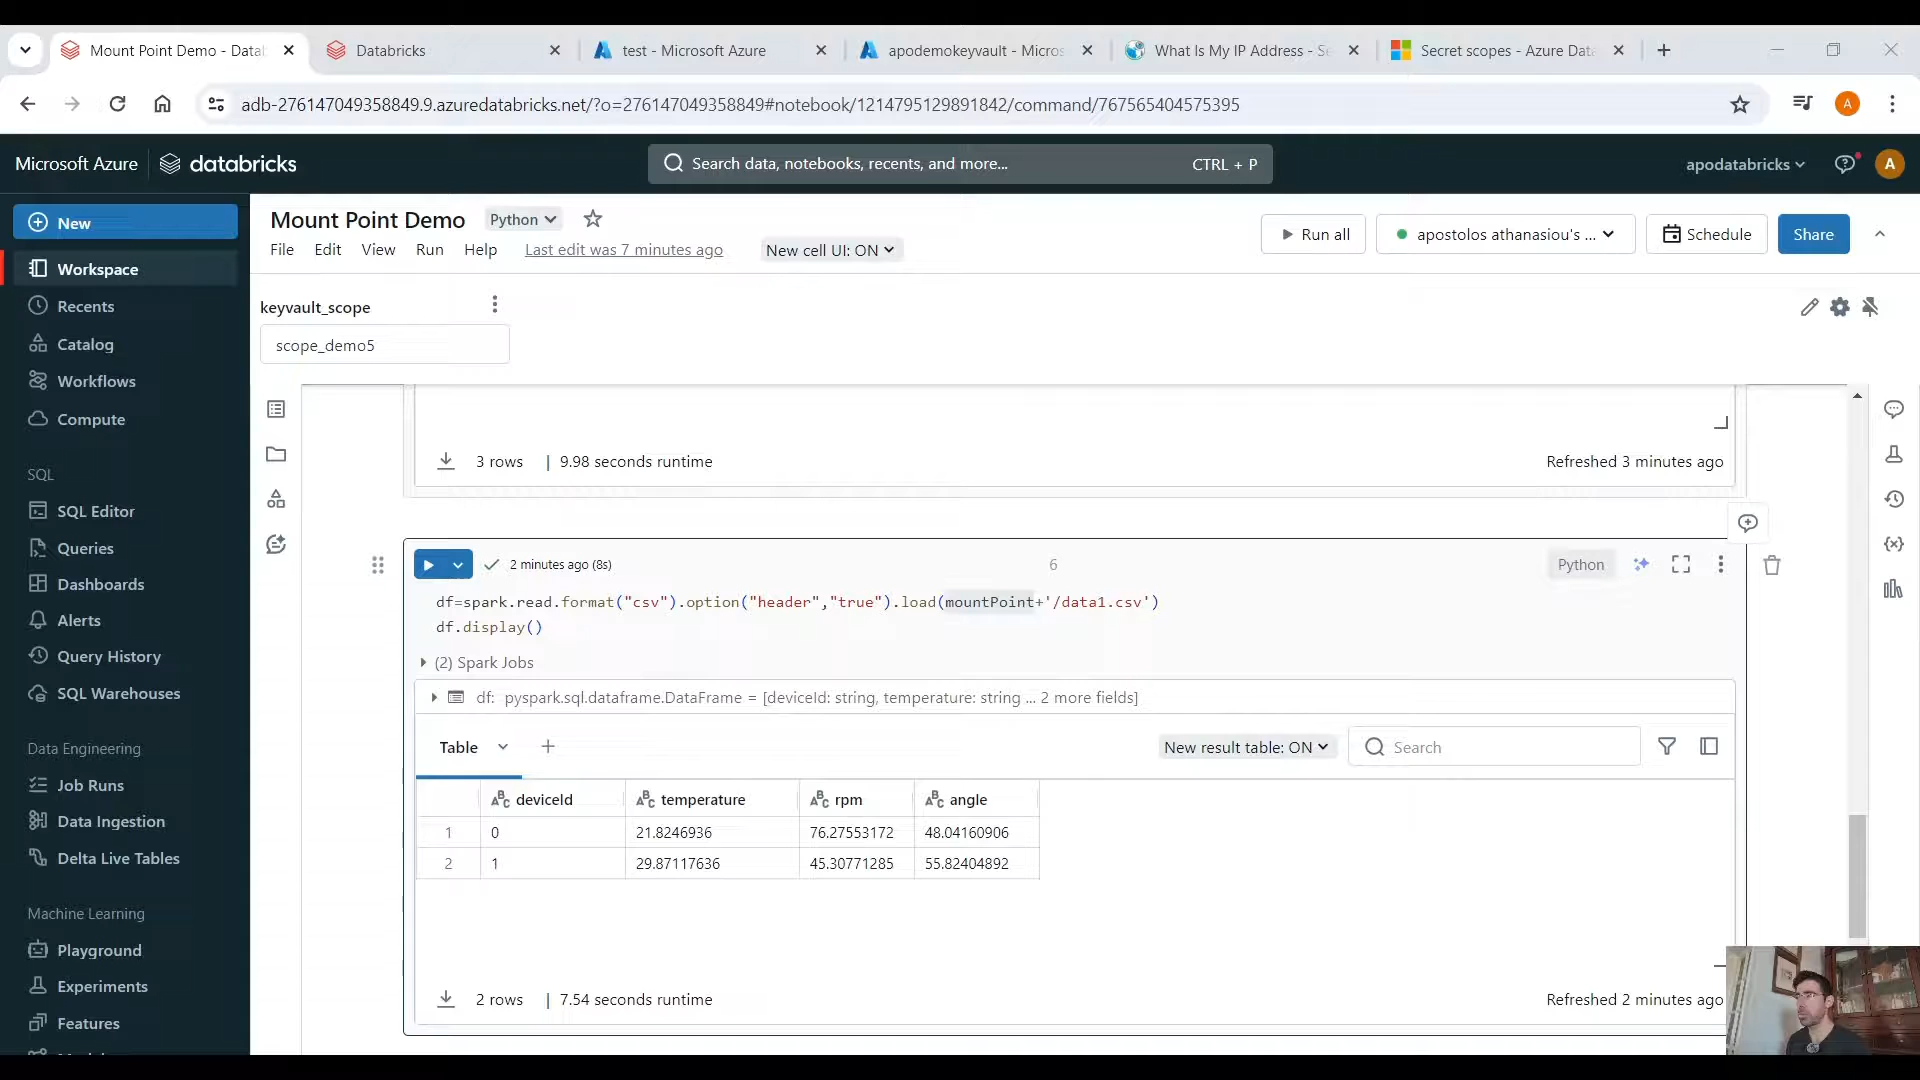 Mount Point Demo - Datab
Databricks
test - Microsoft Azure
apodemokeyvault - Micros
What Is My IP Address - Se
Secret scopes - Azure Data
adb-276147049358849.9.azuredatabricks.net/?o=276147049358849#notebook/1214795129891842/command/767565404575395
A
Microsoft Azure
databricks
Search data, notebooks, recents, and more...
CTRL + P
apodatabricks
A
New
Workspace
Recents
Catalog
Workflows
Compute
SQL
SQL Editor
Queries
Dashboards
Alerts
Query History
SQL Warehouses
Data Engineering
Job Runs
Data Ingestion
Delta Live Tables
Machine Learning
Playground
Experiments
Features
Mount Point Demo
Python
Run all
apostolos athanasiou's ...
Schedule
Share
File Edit View Run Help
Last edit was 7 minutes ago
New cell UI: ON
keyvault_scope
scope_demo5
3 rows | 9.98 seconds runtime
Refreshed 3 minutes ago
2 minutes ago (8s)
6
Python
df=spark.read.format("csv").option("header","true").load(mountPoint+'/data1.csv')
df.display()
(2) Spark Jobs
df: pyspark.sql.dataframe.DataFrame = [deviceId: string, temperature: string ... 2 more fields]
Table
New result table: ON
Search
deviceId temperature rpm angle
1 0 21.8246936 76.27553172 48.04160906
2 1 29.87117636 45.30771285 55.82404892
2 rows | 7.54 seconds runtime
Refreshed 2 minutes ago